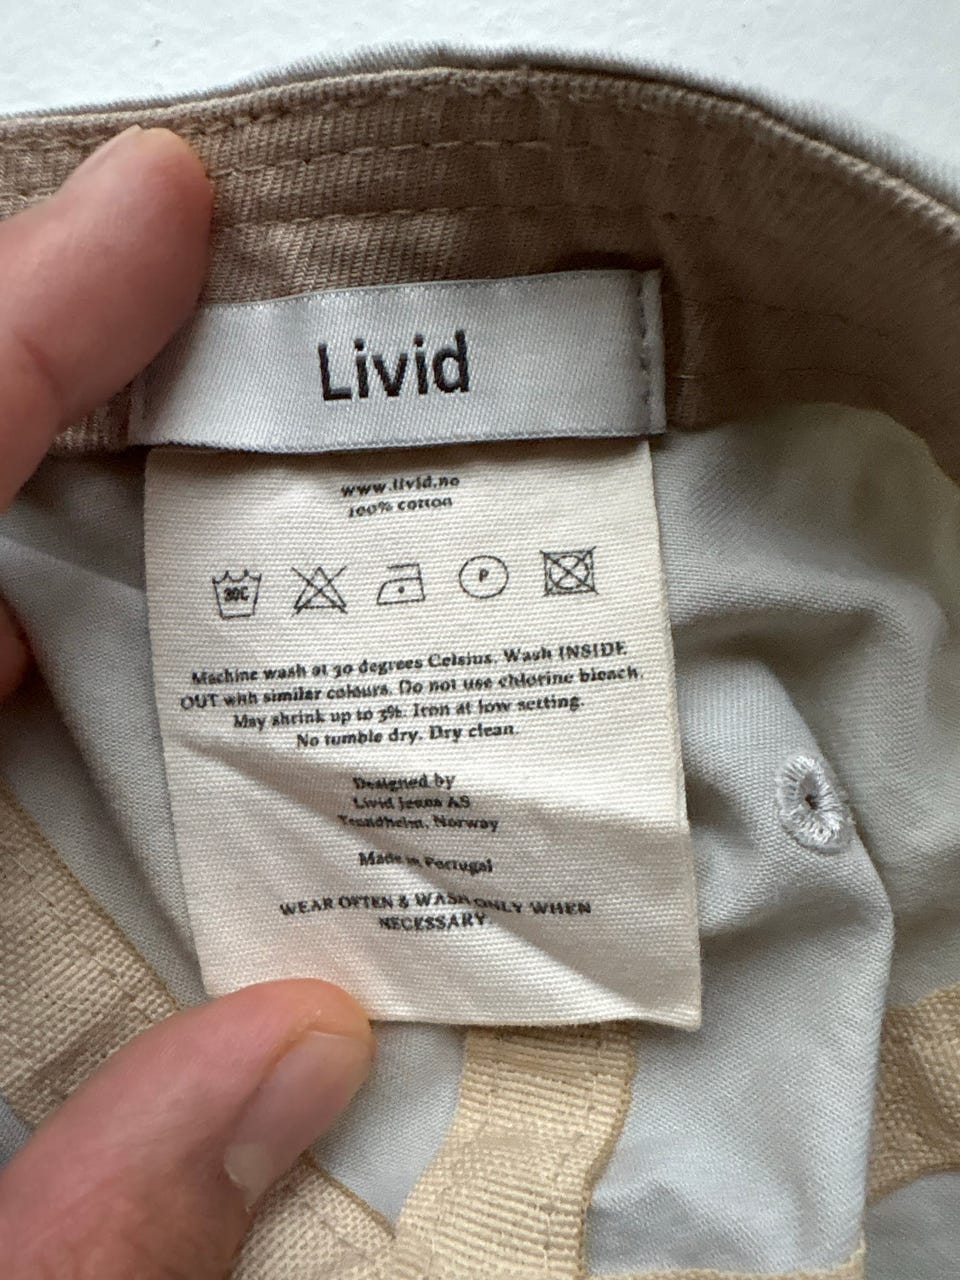 Livid
www.livid.no
100% cotton
30C
P
Machine wash at 30 degrees Celsius. Wash INSIDE
OUT with similar colours. Do not use chlorine bleach.
May shrink up to 3%. Iron at low setting.
No tumble dry. Dry clean.
Designed by
Livid Jeans AS
Trondheim, Norway
Made in Portugal
WEAR OFTEN & WASH ONLY WHEN
NECESSARY